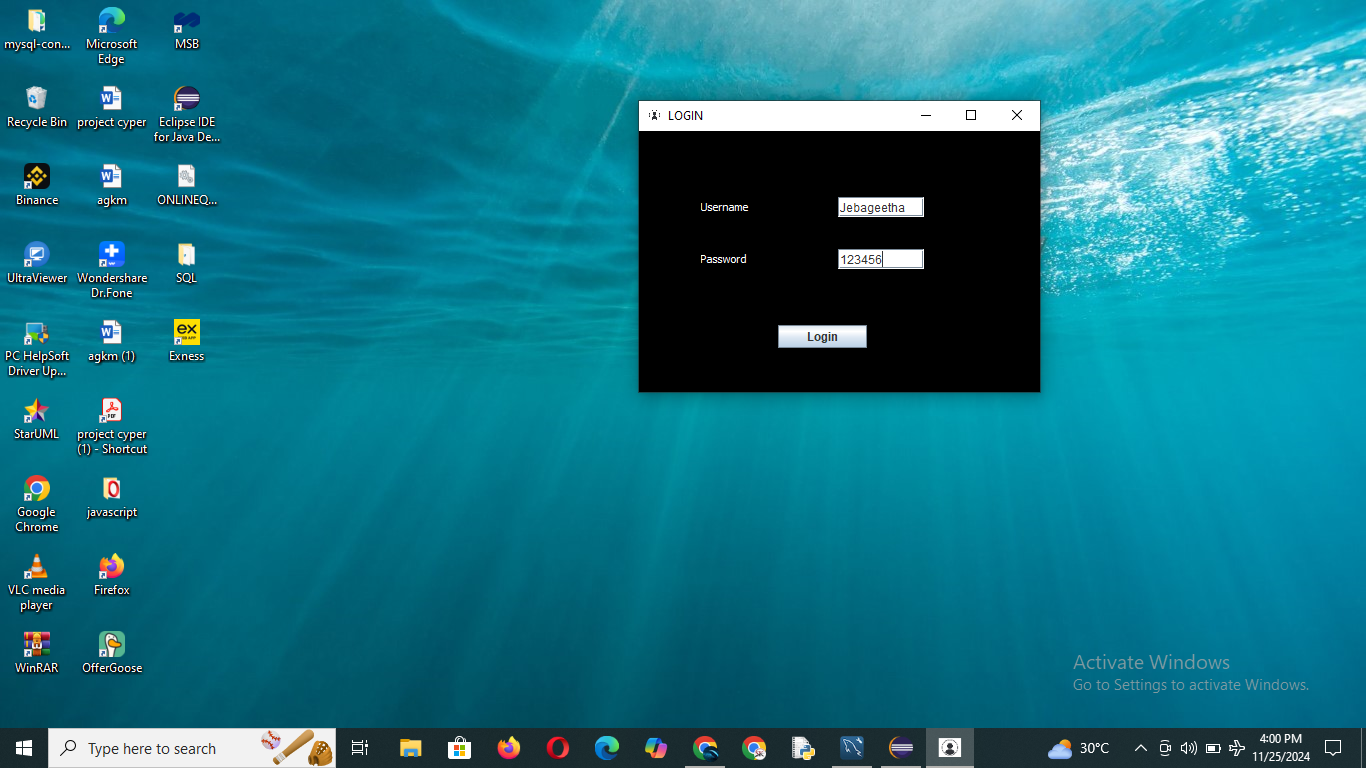 mysql-con...
Microsoft
Edge
MSB
Recycle Bin
project cyper
Eclipse IDE
for Java De...
Binance
agkm
ONLINEQ...
UltraViewer
Wondershare
Dr.Fone
SQL
PC HelpSoft
Driver Up...
agkm (1)
Exness
StarUML
project cyper
(1) - Shortcut
Google
Chrome
javascript
VLC media
player
Firefox
WinRAR
OfferGoose
LOGIN
Username
Jebageetha
Password
123456
Login
Activate Windows
Go to Settings to activate Windows.
Type here to search
30°C
4:00 PM
11/25/2024